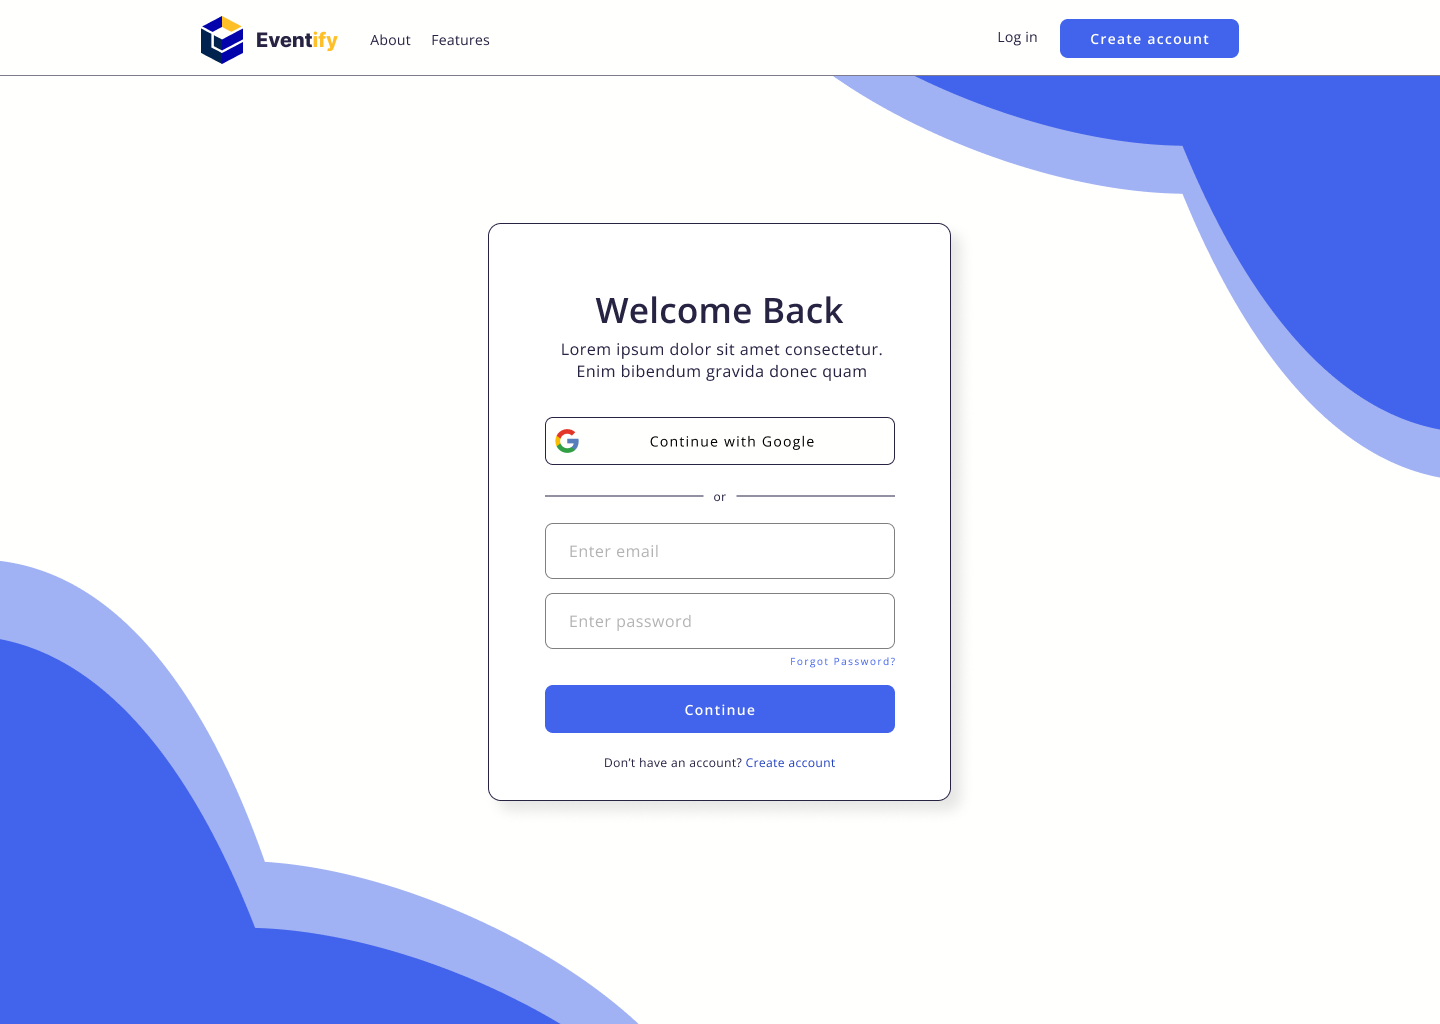 Eventify
About
Features
Log in
Create account
Welcome Back
Lorem ipsum dolor sit amet consectetur.
Enim bibendum gravida donec quam
Continue with Google
or
Enter email
Enter password
Forgot Password?
Continue
Don't have an account? Create account